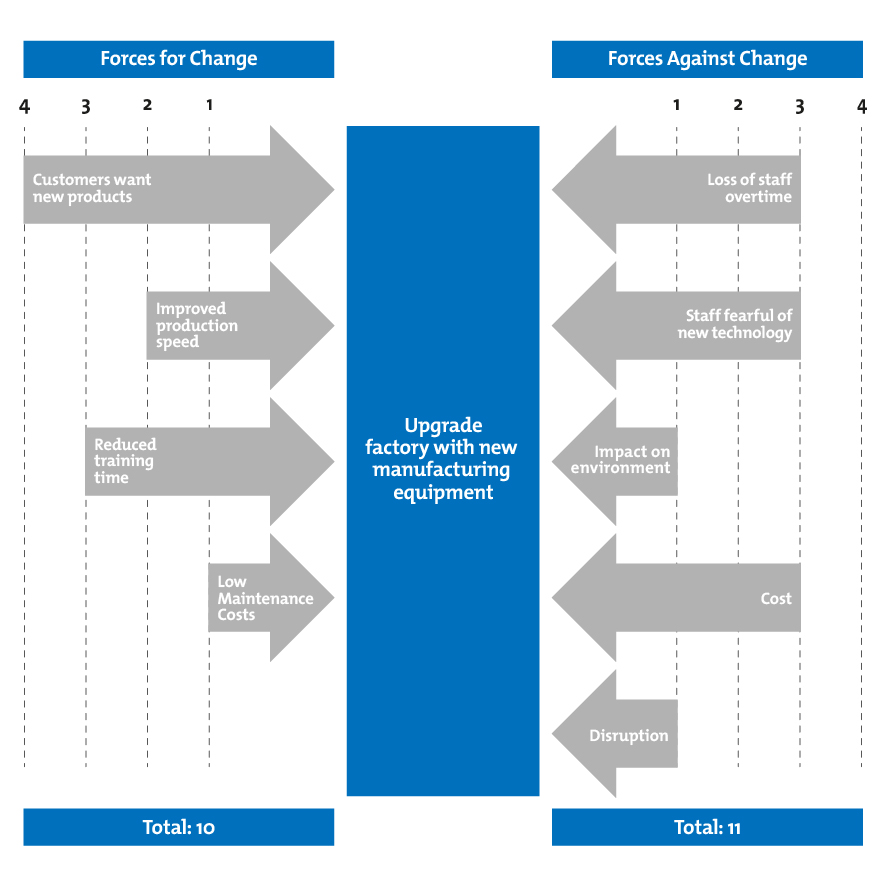 Forces for Change
Forces Against Change
4 3 2 1
1 2 3 4
Customers want
new products
Loss of staff
overtime
Improved
production
speed
Staff fearful of
new technology
Reduced
training
time
Upgrade
factory with new
manufacturing
equipment
Impact on
environment
Low
Maintenance
Costs
Cost
Disruption
Total: 10
Total: 11